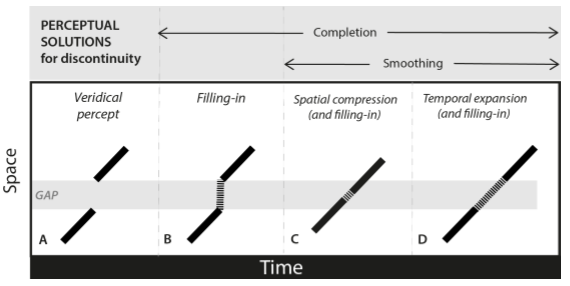 PERCEPTUAL
SOLUTIONS
for discontinuity
Completion
Smoothing
Veridical
percept
Filling-in
Spatial compression
(and filling-in)
Temporal expansion
(and filling-in)
Space
GAP
A
B
C
D
Time